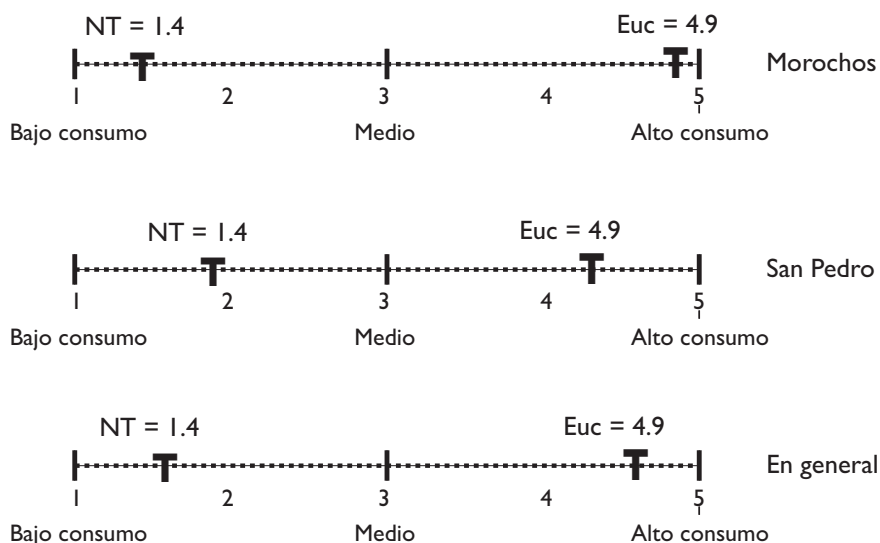 NT = 1.4 Euc = 4.9
Morochos
1 2 3 4 5
Bajo consumo Medio Alto consumo
NT = 1.4 Euc = 4.9
San Pedro
1 2 3 4 5
Bajo consumo Medio Alto consumo
NT = 1.4 Euc = 4.9
En general
1 2 3 4 5
Bajo consumo Medio Alto consumo